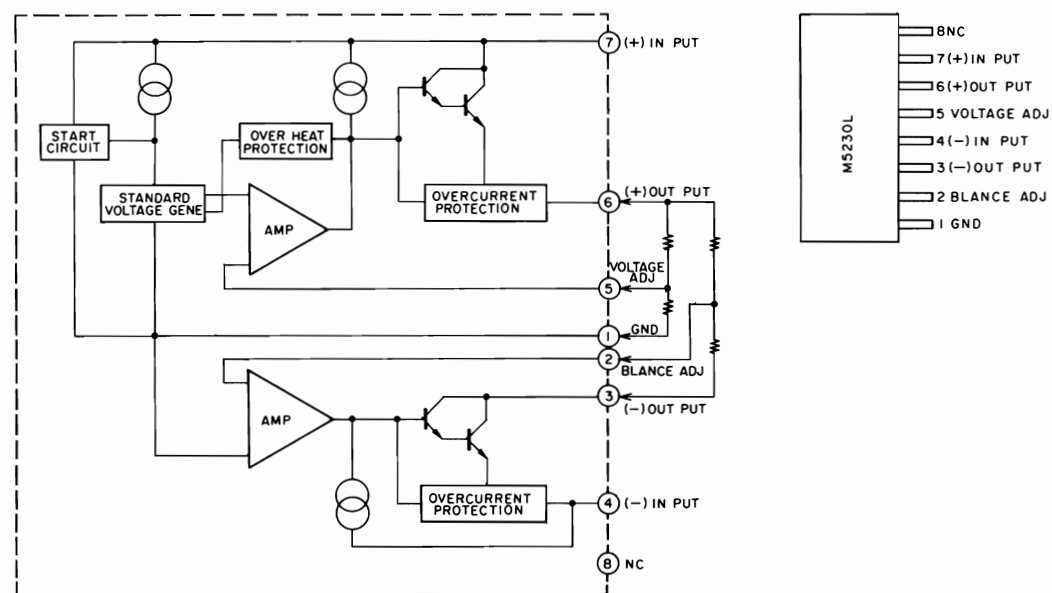 7 (+) IN PUT
START
CIRCUIT
OVER HEAT
PROTECTION
STANDARD
VOLTAGE GENE
AMP
OVERCURRENT
PROTECTION
(+) OUT PUT
6
VOLTAGE
ADJ
5
1 GND
2 BLANCE ADJ
AMP
3 (−) OUT PUT
OVERCURRENT
PROTECTION
4 (−) IN PUT
8 NC
M5230L
8NC
7(+) IN PUT
6(+)OUT PUT
5 VOLTAGE ADJ
4(−) IN PUT
3(−)OUT PUT
2 BLANCE ADJ
1 GND